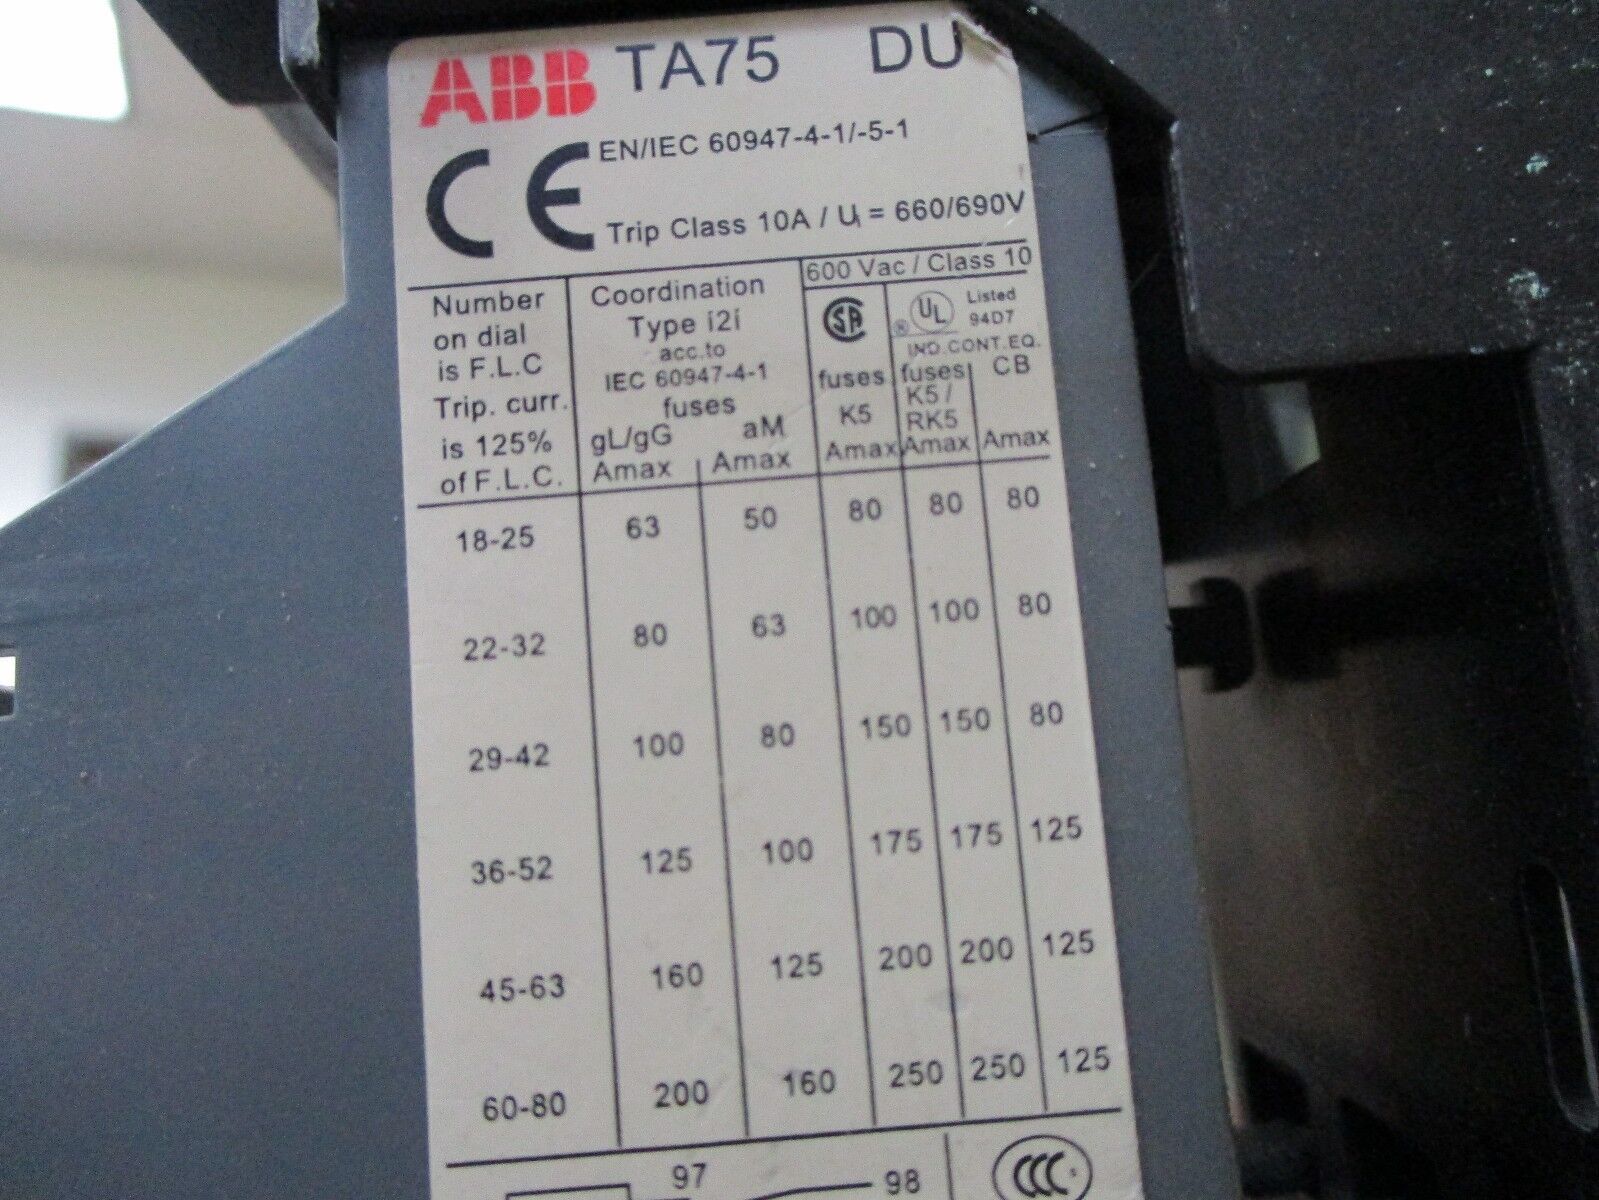 ABB TA75 DU
CE EN/IEC 60947-4-1/-5-1
Trip Class 10A / Ui = 660/690V
600 Vac / Class 10
Number
on dial
is F.L.C
Trip. curr.
is 125%
of F.L.C.
Coordination
Type i2i
acc.to
IEC 60947-4-1
fuses
gL/gG aM
Amax Amax
SA
fuses
K5
Amax
UL ® Listed
94D7
IND.CONT.EQ.
fuses
K5 /
RK5
Amax
CB
Amax
18-25 63 50 80 80 80
22-32 80 63 100 100 80
29-42 100 80 150 150 80
36-52 125 100 175 175 125
45-63 160 125 200 200 125
60-80 200 160 250 250 125
97 98
CCC S